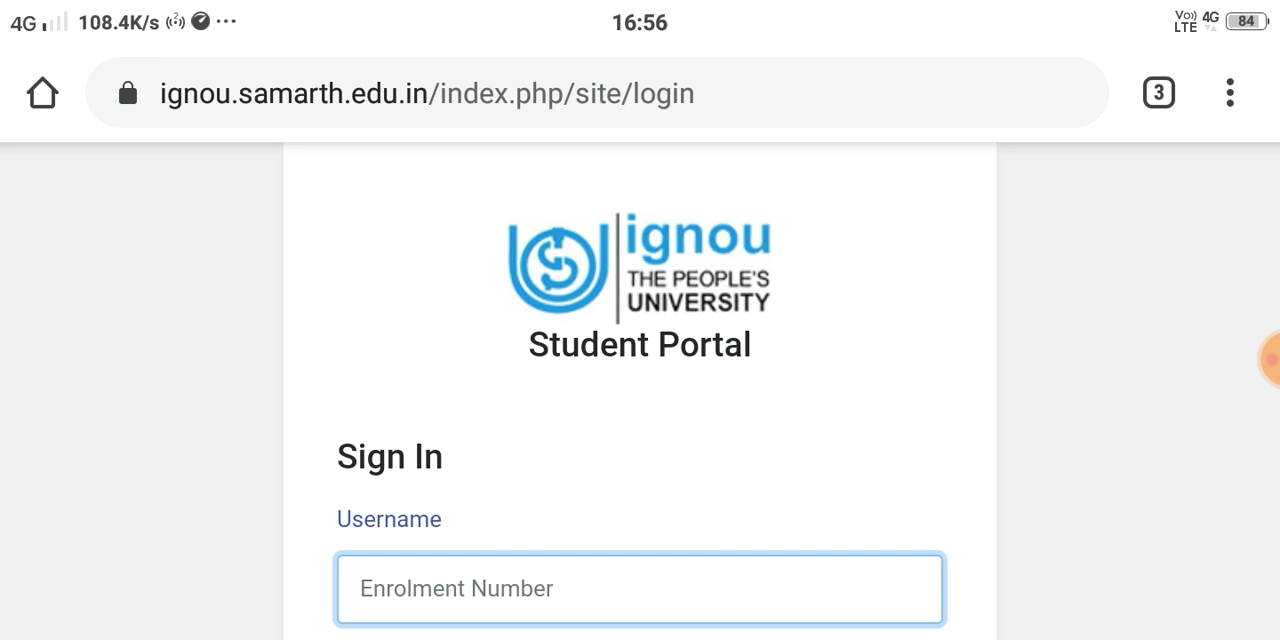 4G 108.4K/s 2 ... 16:56 Vo)) LTE 4G 84
ignou.samarth.edu.in/index.php/site/login 3
ignou
THE PEOPLE'S
UNIVERSITY
Student Portal
Sign In
Username
Enrolment Number